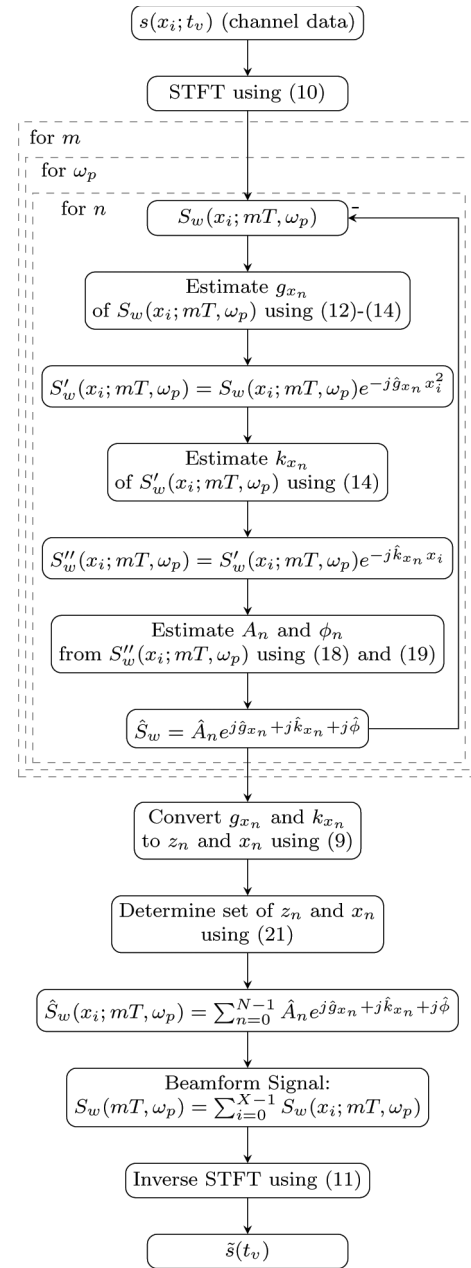 s(x_i; t_v) (channel data)
STFT using (10)
for m
for ω_p
for n
S_w(x_i; mT, ω_p)
-
Estimate g_{x_n}
of S_w(x_i; mT, ω_p) using (12)-(14)
S'_w(x_i; mT, ω_p) = S_w(x_i; mT, ω_p)e^{-jĝ_{x_n} x_i^2}
Estimate k_{x_n}
of S'_w(x_i; mT, ω_p) using (14)
S''_w(x_i; mT, ω_p) = S'_w(x_i; mT, ω_p)e^{-jk̂_{x_n} x_i}
Estimate A_n and ϕ_n
from S''_w(x_i; mT, ω_p) using (18) and (19)
Ŝ_w = Â_n e^{jĝ_{x_n}+jk̂_{x_n}+jϕ̂}
Convert g_{x_n} and k_{x_n}
to z_n and x_n using (9)
Determine set of z_n and x_n
using (21)
Ŝ_w(x_i; mT, ω_p) = ∑_{n=0}^{N-1} Â_n e^{jĝ_{x_n}+jk̂_{x_n}+jϕ̂}
Beamform Signal:
S_w(mT, ω_p) = ∑_{i=0}^{X-1} S_w(x_i; mT, ω_p)
Inverse STFT using (11)
s̃(t_v)